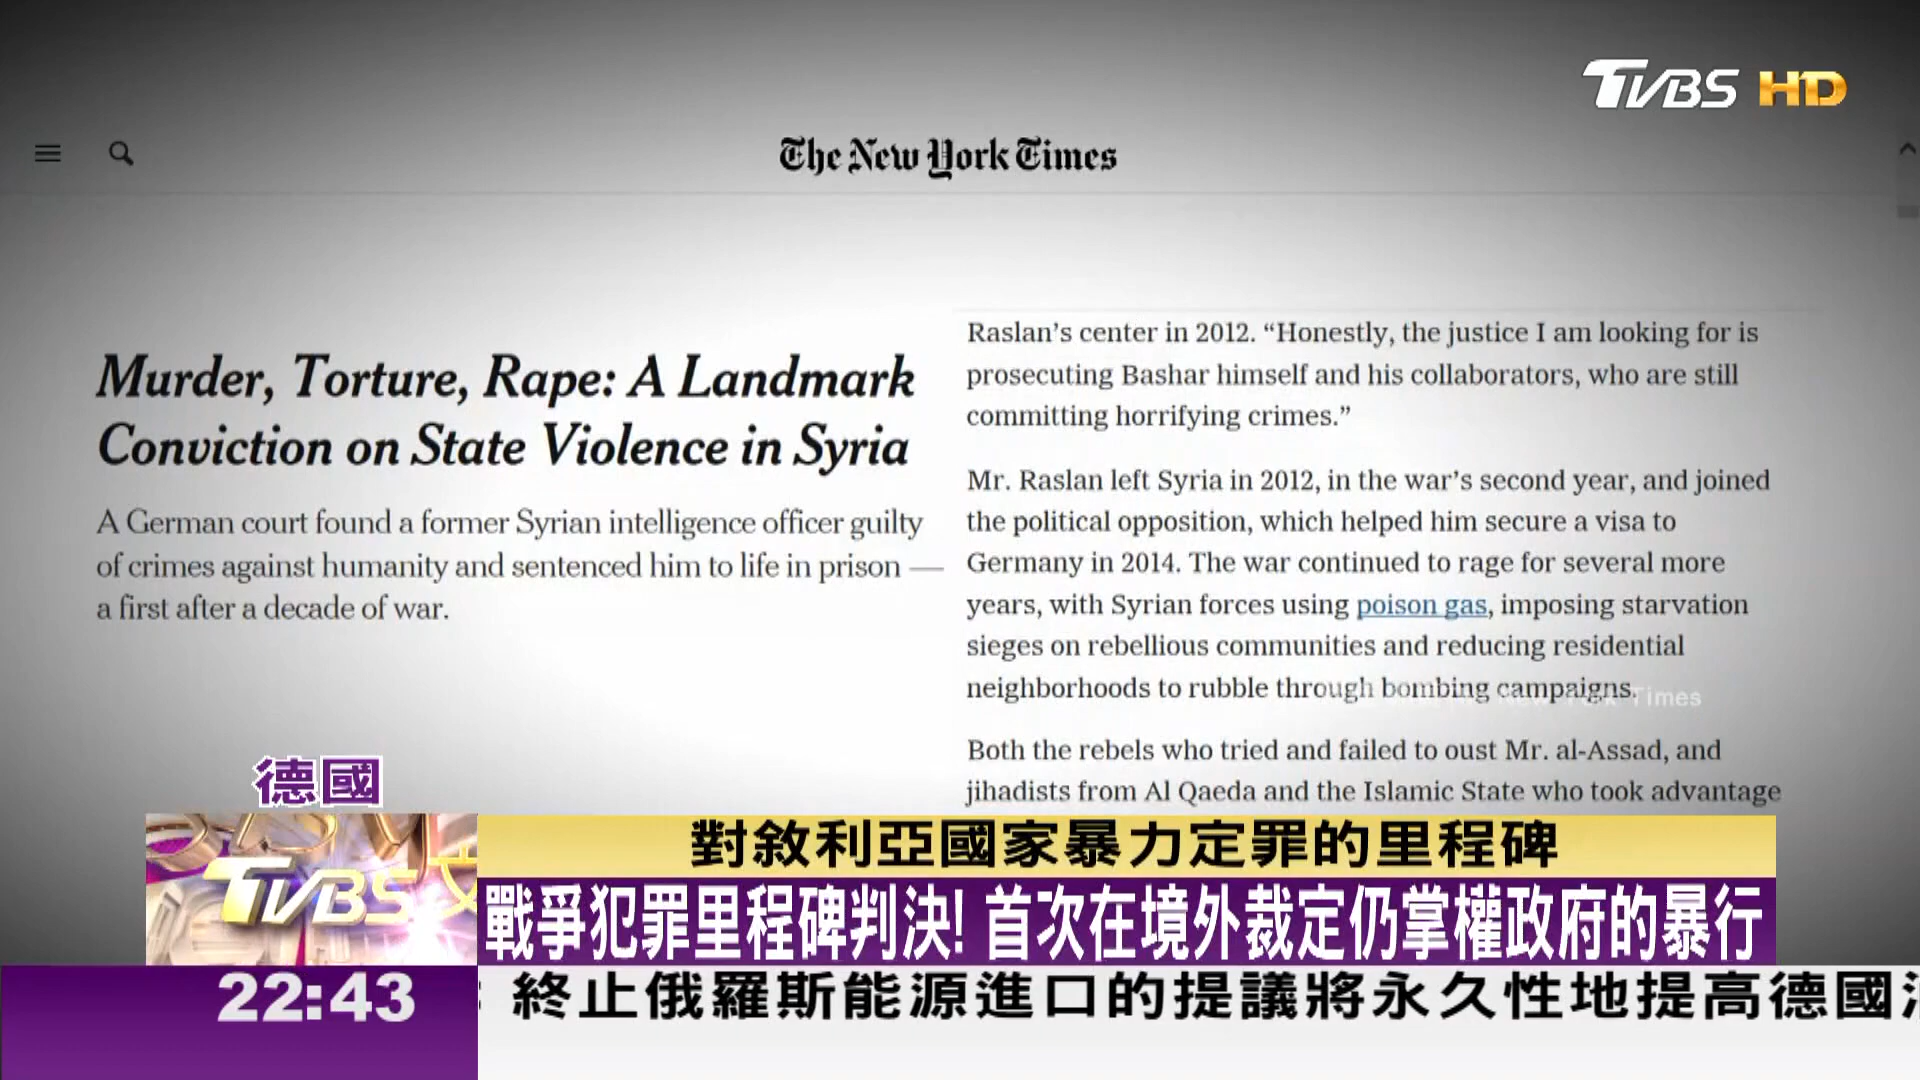 TVBS HD
The New York Times
Murder, Torture, Rape: A Landmark
Conviction on State Violence in Syria
A German court found a former Syrian intelligence officer guilty
of crimes against humanity and sentenced him to life in prison —
a first after a decade of war.
Raslan’s center in 2012. “Honestly, the justice I am looking for is
prosecuting Bashar himself and his collaborators, who are still
committing horrifying crimes.”
Mr. Raslan left Syria in 2012, in the war’s second year, and joined
the political opposition, which helped him secure a visa to
Germany in 2014. The war continued to rage for several more
years, with Syrian forces using poison gas, imposing starvation
sieges on rebellious communities and reducing residential
neighborhoods to rubble through bombing campaigns.
New York Times
Both the rebels who tried and failed to oust Mr. al-Assad, and
jihadists from Al Qaeda and the Islamic State who took advantage
德國
對敘利亞國家暴力定罪的里程碑
TVBS
戰爭犯罪里程碑判決! 首次在境外裁定仍掌權政府的暴行
22:43
終止俄羅斯能源進口的提議將永久性地提高德國